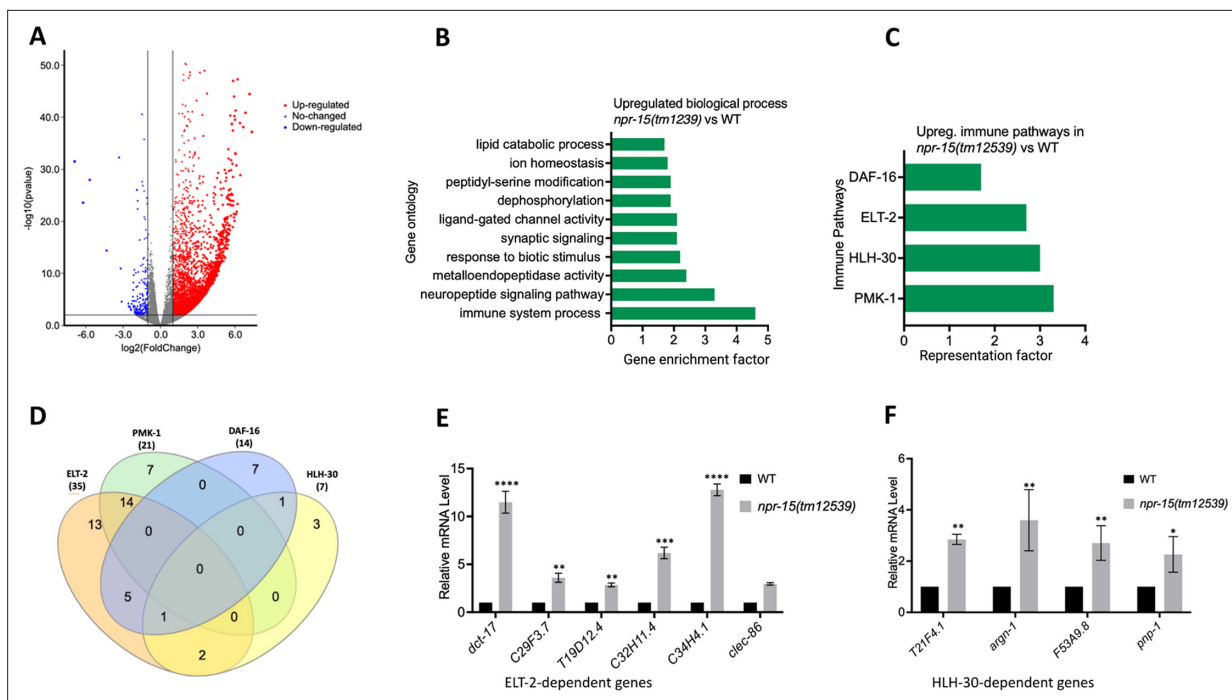 A
50.0
40.0
30.0
20.0
10.0
0.0
-log10(pvalue)
-6.0
-3.0
0.0
3.0
6.0
log2(FoldChange)
Up-regulated
No-changed
Down-regulated
B
Upregulated biological process
npr-15(tm1239) vs WT
Gene ontology
lipid catabolic process
ion homeostasis
peptidyl-serine modification
dephosphorylation
ligand-gated channel activity
synaptic signaling
response to biotic stimulus
metalloendopeptidase activity
neuropeptide signaling pathway
immune system process
0 1 2 3 4 5
Gene enrichment factor
C
Upreg. immune pathways in
npr-15(tm12539) vs WT
Immune Pathways
DAF-16
ELT-2
HLH-30
PMK-1
0 1 2 3 4
Representation factor
D
PMK-1
(21)
DAF-16
(14)
ELT-2
(35)
HLH-30
(7)
7
0
7
14
1
13
0
0
3
0
5
0
1
0
2
E
Relative mRNA Level
15
10
5
0
****
**
**
***
****
WT
npr-15(tm12539)
dct-17
C29F3.7
T19D12.4
C32H11.4
C34H4.1
clec-86
ELT-2-dependent genes
F
Relative mRNA Level
6
4
2
0
**
**
**
*
WT
npr-15(tm12539)
T21F4.1
argn-1
F53A9.8
pnp-1
HLH-30-dependent genes